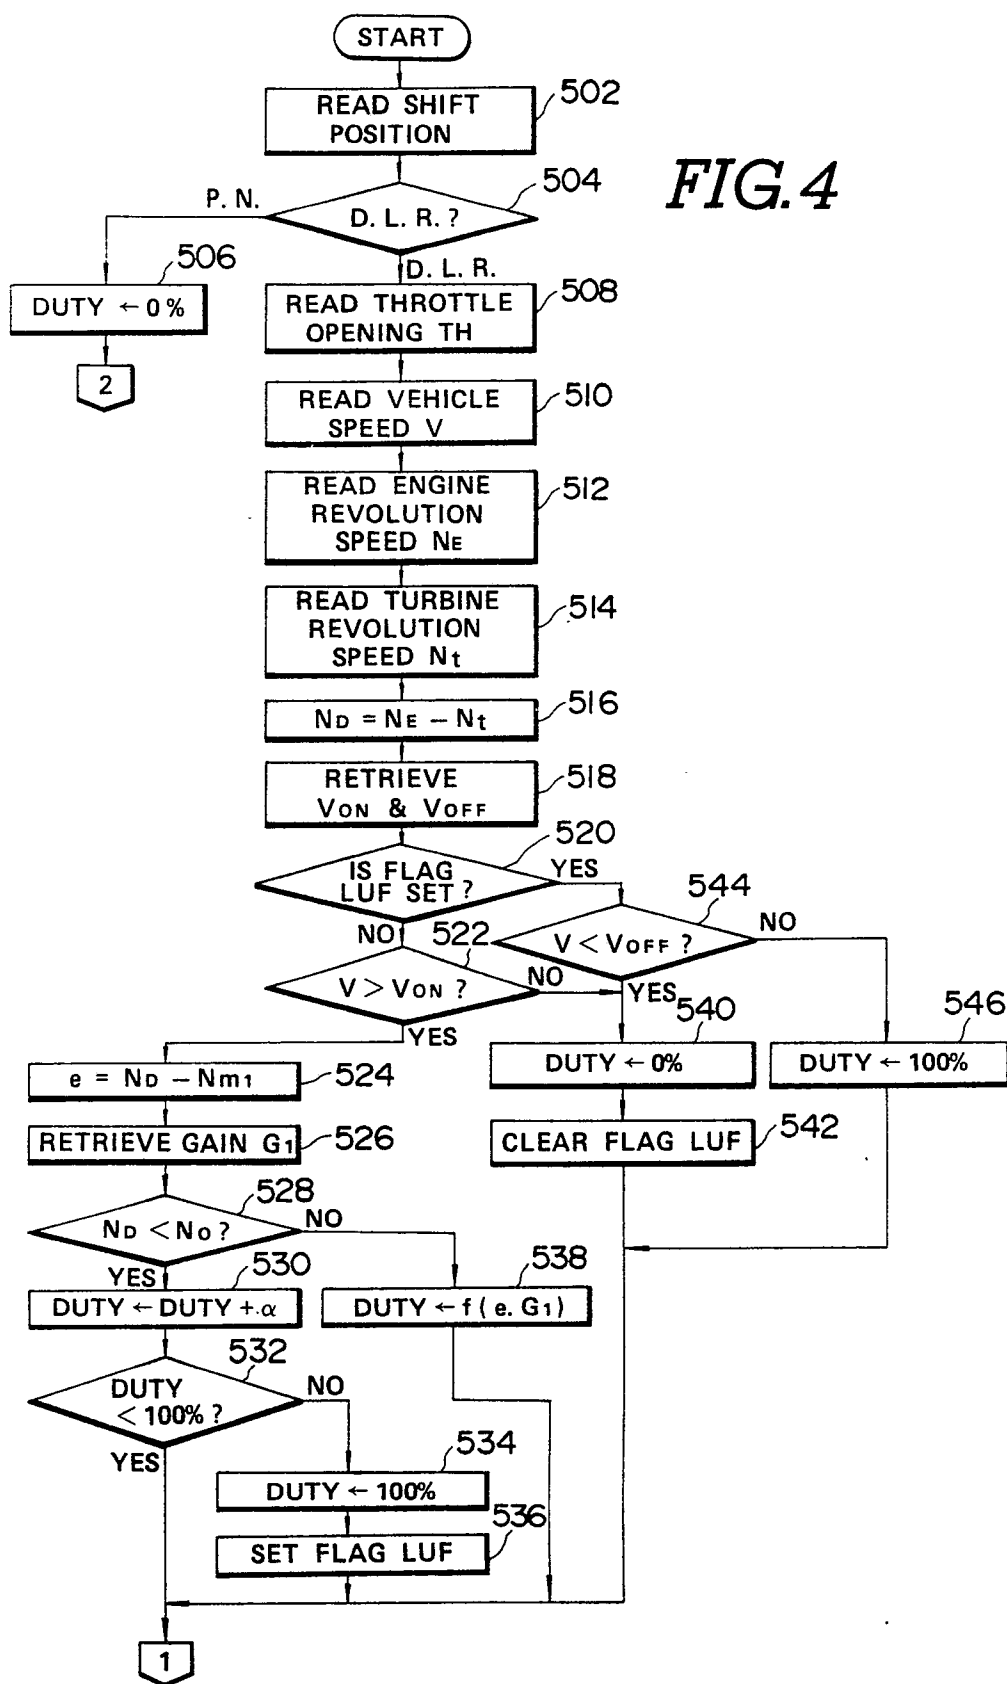 START
READ SHIFT
POSITION
502
FIG. 4
504
P. N.
D. L. R. ?
D. L. R.
506
DUTY ← 0 %
2
READ THROTTLE
OPENING TH
508
READ VEHICLE
SPEED V
510
READ ENGINE
REVOLUTION
SPEED NE
512
READ TURBINE
REVOLUTION
SPEED Nt
514
ND = NE − Nt
516
RETRIEVE
VON & VOFF
518
520
IS FLAG
LUF SET ?
YES
NO
544
V < VOFF ?
NO
YES
522
V > VON ?
NO
YES
540
DUTY ← 0%
546
DUTY ← 100%
e = ND − Nm1
524
CLEAR FLAG LUF
542
RETRIEVE GAIN G1
526
528
ND < NO ?
NO
YES
530
DUTY ← DUTY + α
538
DUTY ← f ( e. G1 )
532
DUTY
< 100% ?
NO
YES
534
DUTY ← 100%
536
SET FLAG LUF
1